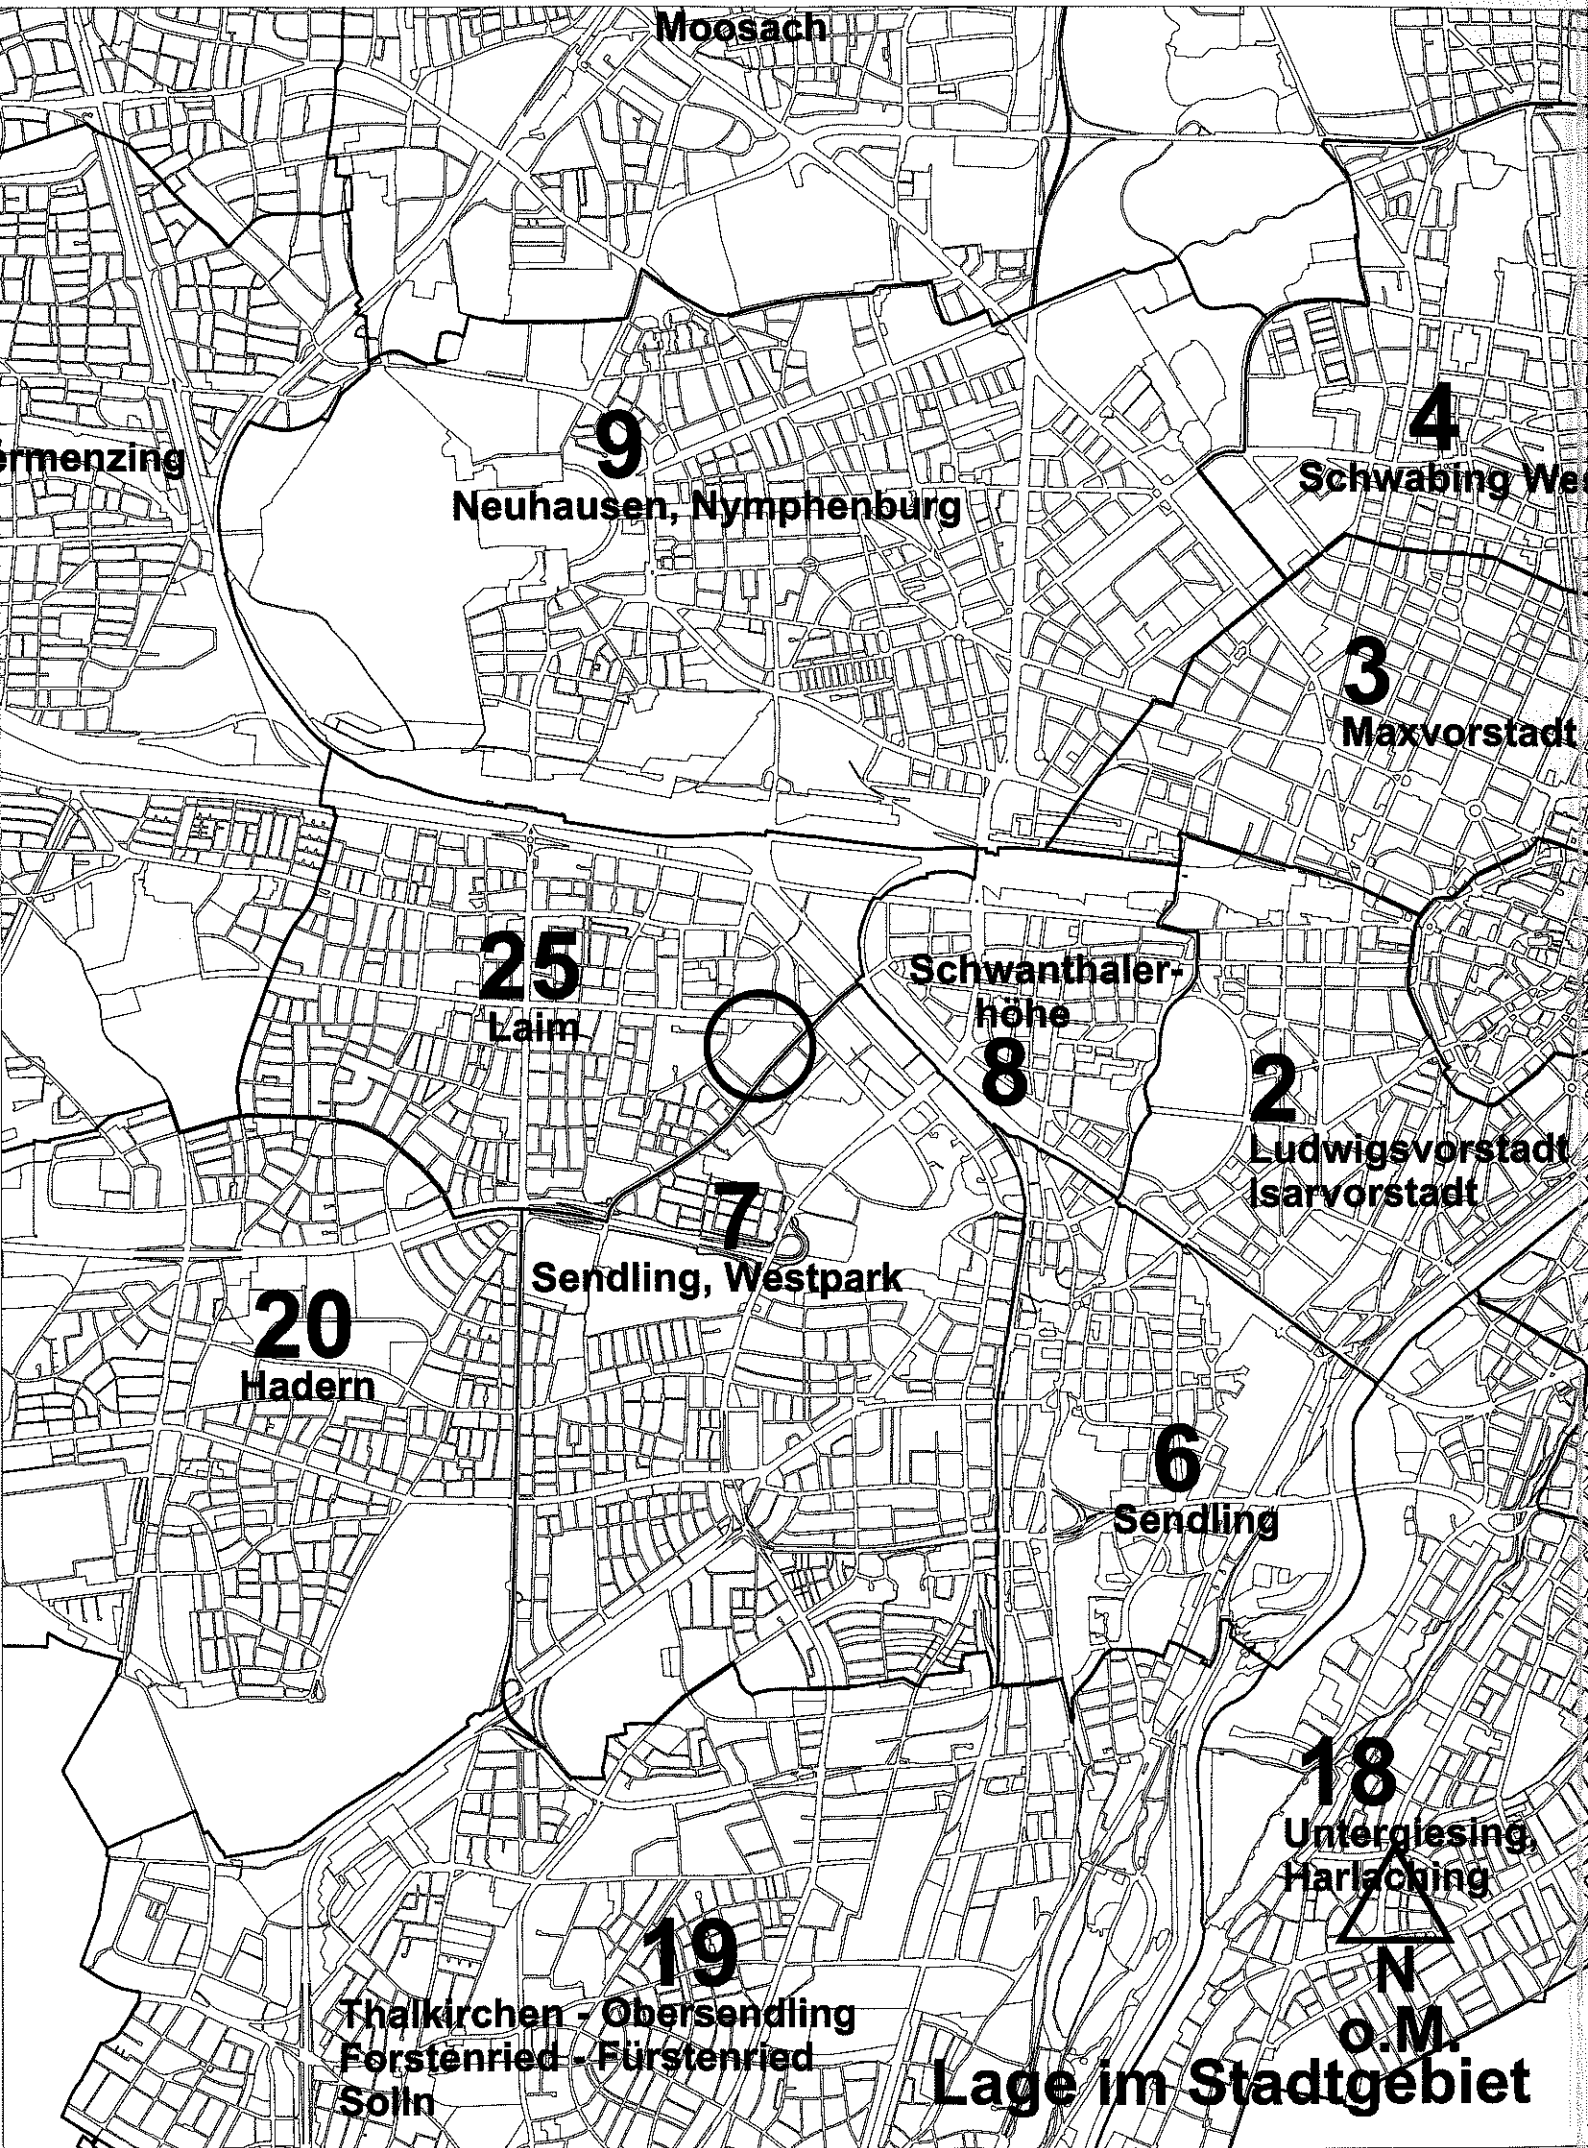 Moosach
9
Neuhausen, Nymphenburg
4
Schwabing We
ermenzing
3
Maxvorstadt
25
Laim
Schwanthaler-
höhe
8
2
Ludwigsvorstadt
Isarvorstadt
7
Sendling, Westpark
20
Hadern
6
Sendling
18
Untergiesing,
Harlaching
19
Thalkirchen - Obersendling
Forstenried - Fürstenried
Solln
N
o.M.
Lage im Stadtgebiet